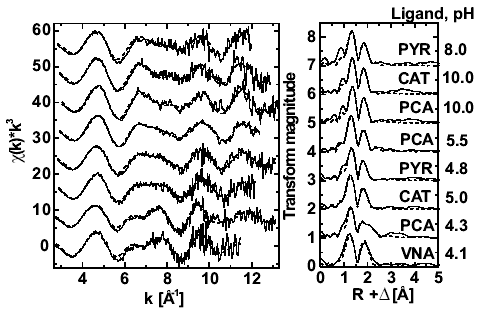 Ligand, pH
60
50
40
30
20
10
0
χ(k)*k³
4 6 8 10 12
k [Å⁻¹]
8
7
6
5
4
3
2
1
0
Transform magnitude
PYR 8.0
CAT 10.0
PCA 10.0
PCA 5.5
PYR 4.8
CAT 5.0
PCA 4.3
VNA 4.1
0 1 2 3 4 5
R +Δ[Å]